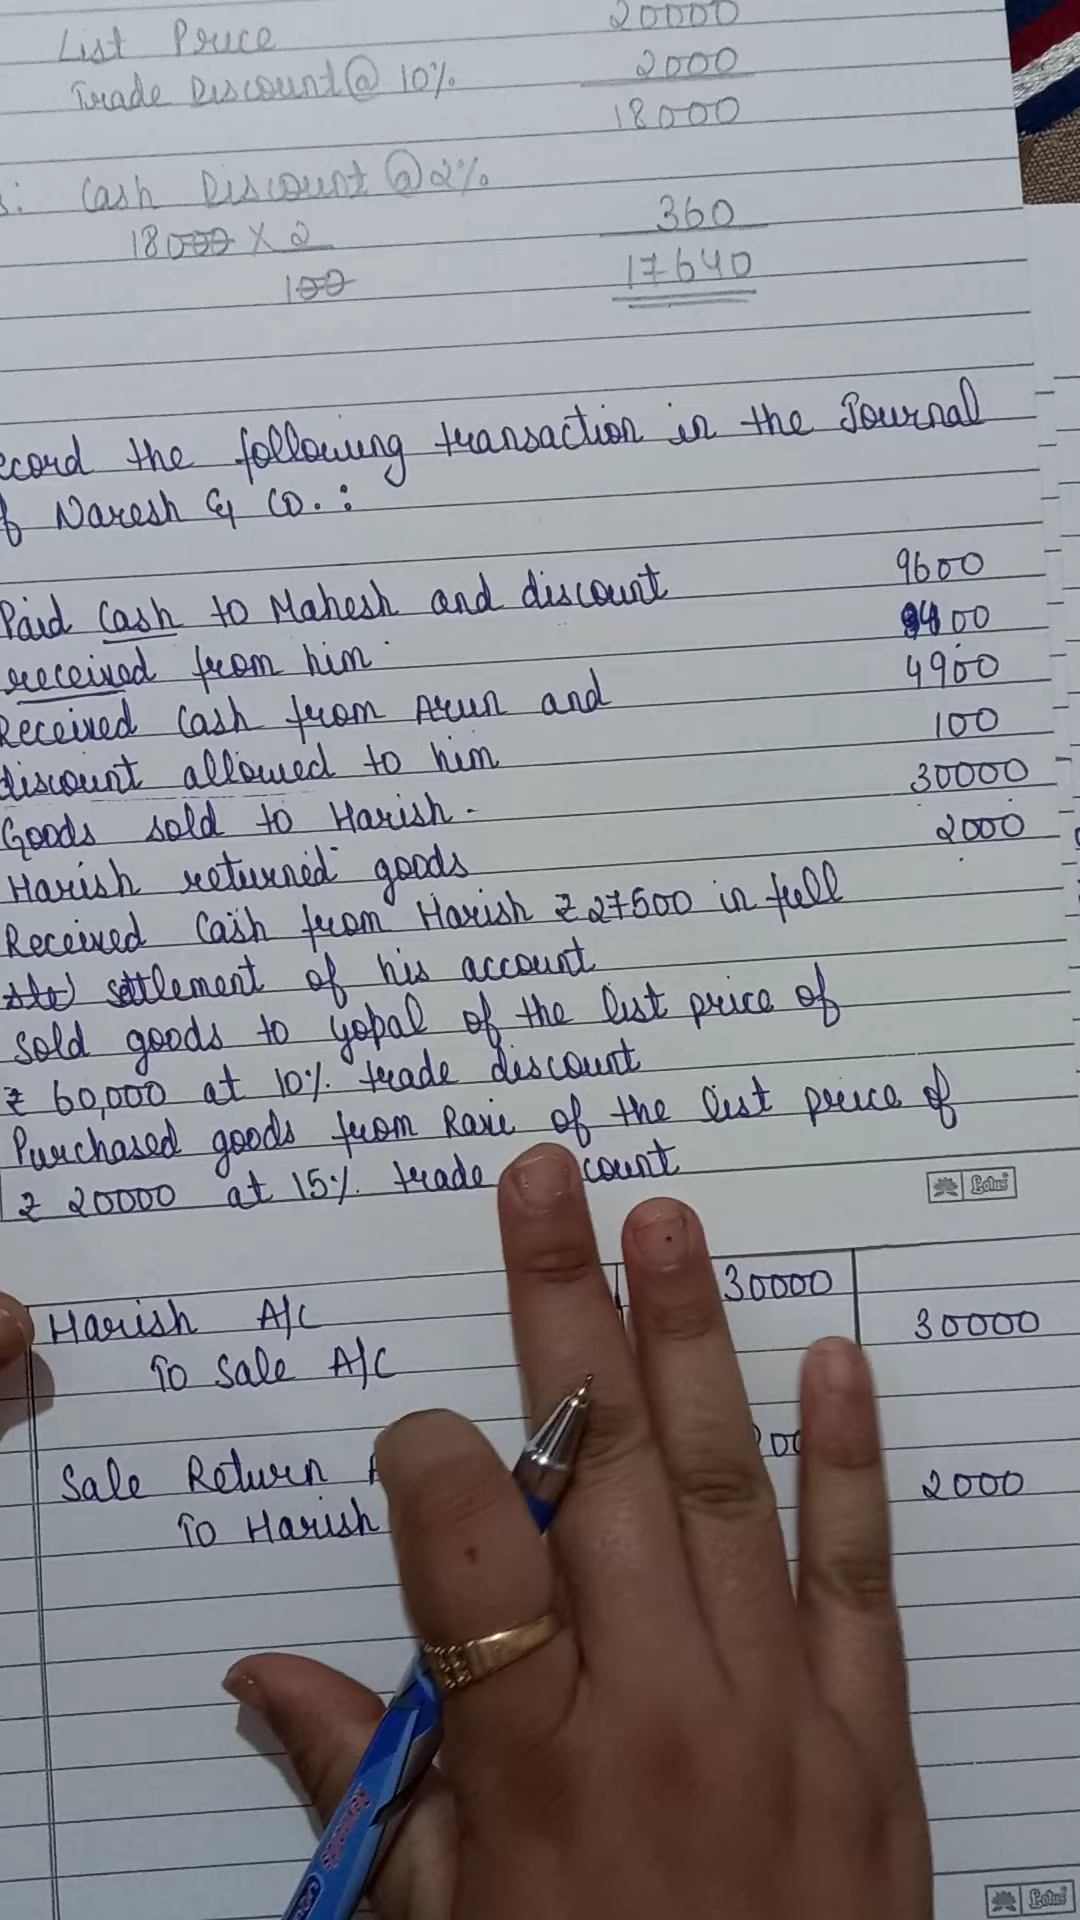 List Price 20000
Trade Discount @ 10% 2000
18000
s: Cash Discount @ 2%
18000 X 2 360
100 17640
ecord the following transaction in the Journal
f Naresh & CO. :
Paid Cash to Mahesh and discount 9600
received from him 400
Received Cash from Arun and 4900
discount allowed to him 100
Goods sold to Harish - 30000
Harish returned goods 2000
Received Cash from Harish ₹ 27500 in full
settlement of his account
Sold goods to Gopal of the list price of
₹ 60,000 at 10% trade discount
Purchased goods from Ravi of the list price of
₹ 20000 at 15% trade count
Lotus
Harish A/C 30000
To Sale A/C 30000
Sale Return
To Harish 2000
Lotus